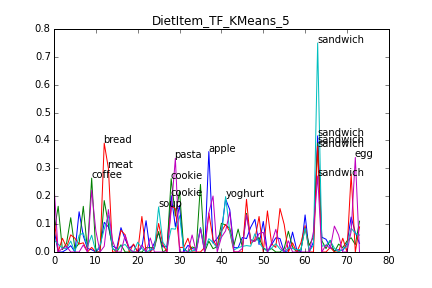 DietItem_TF_KMeans_5
0.8
0.7
0.6
0.5
0.4
0.3
0.2
0.1
0.0
sandwich
sandwich
sandwich
sandwich
sandwich
bread
meat
coffee
pasta
cookie
cookie
soup
apple
yoghurt
egg
0 10 20 30 40 50 60 70 80